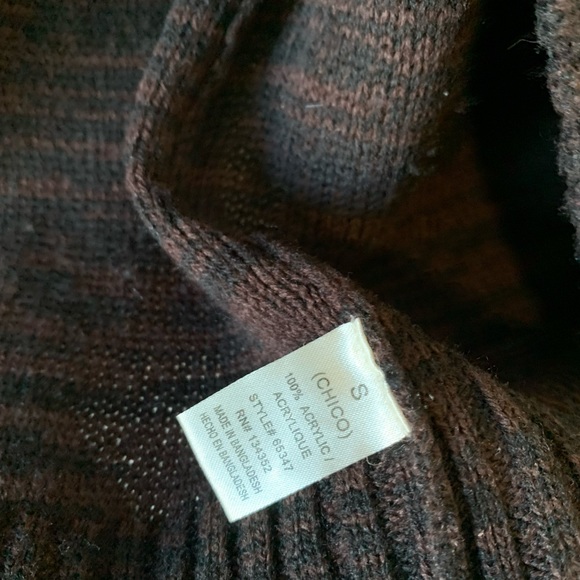 S
(CHICO)
100% ACRYLIC /
ACRYLIQUE
STYLE# 65347
RN# 134352
MADE IN BANGLADESH
HECHO EN BANGLADESH